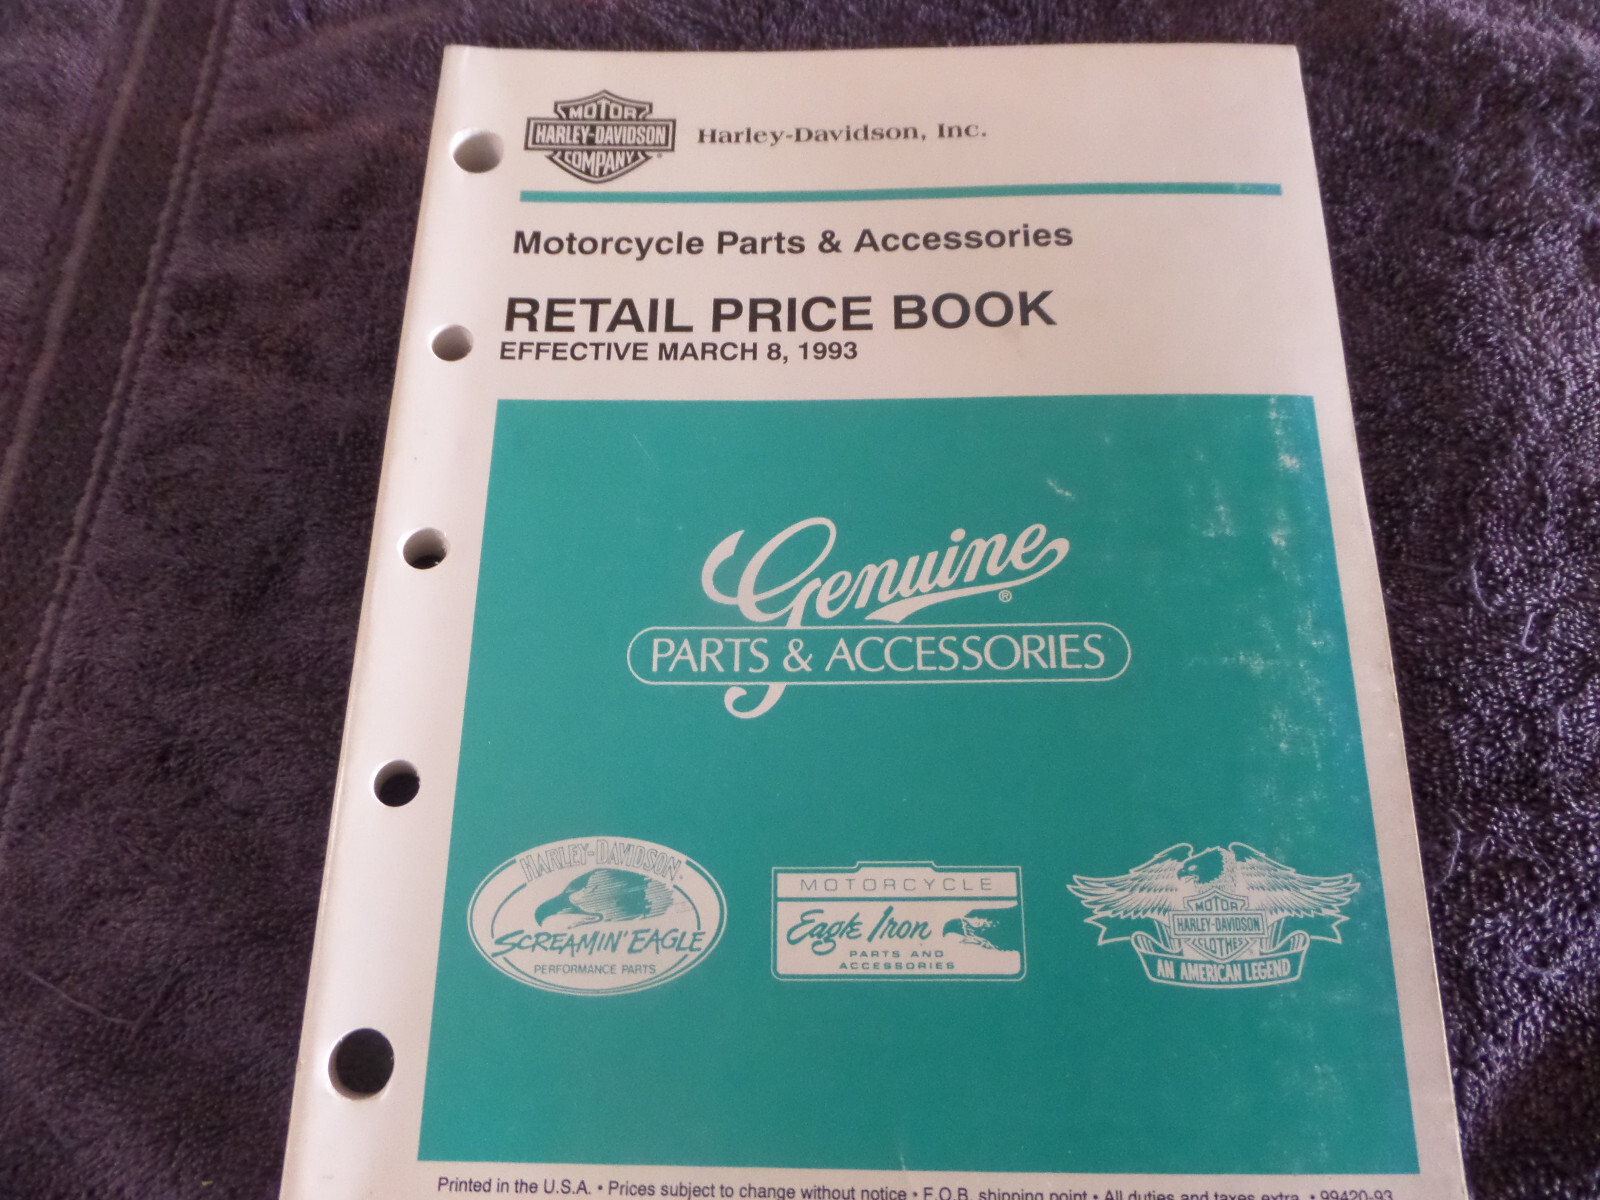 MOTOR
HARLEY-DAVIDSON
COMPANY
Harley-Davidson, Inc.
Motorcycle Parts & Accessories
RETAIL PRICE BOOK
EFFECTIVE MARCH 8, 1993
Genuine ®
PARTS & ACCESSORIES
HARLEY-DAVIDSON
SCREAMIN' EAGLE
PERFORMANCE PARTS
MOTORCYCLE
Eagle Iron
PARTS AND
ACCESSORIES
MOTOR
HARLEY-DAVIDSON
CLOTHES
AN AMERICAN LEGEND
Printed in the U.S.A. • Prices subject to change without notice • F.O.B. shipping point • All duties and taxes extra. • 99420-93